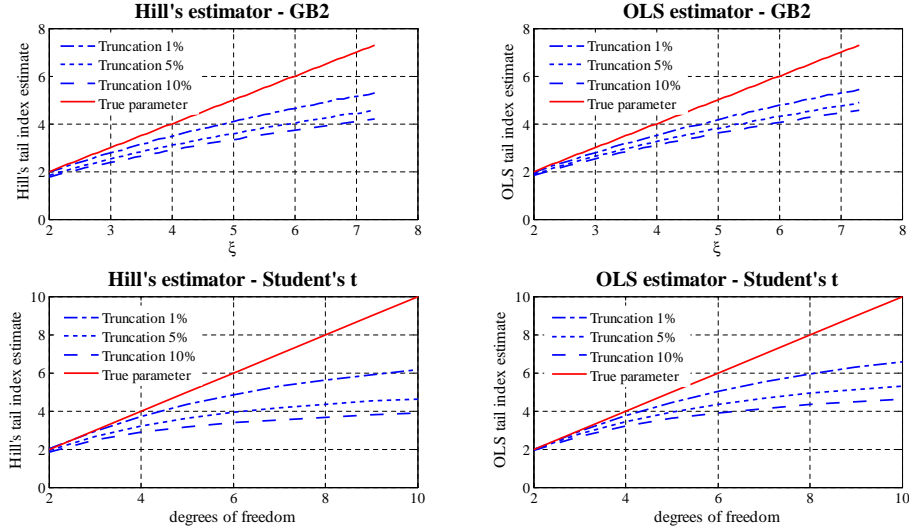 Hill's estimator - GB2
Hill's tail index estimate
8
6
4
2
0
Truncation 1%
Truncation 5%
Truncation 10%
True parameter
2 3 4 5 6 7 8
ξ
OLS estimator - GB2
OLS tail index estimate
8
6
4
2
0
Truncation 1%
Truncation 5%
Truncation 10%
True parameter
2 3 4 5 6 7 8
ξ
Hill's estimator - Student's t
Hill's tail index estimate
10
8
6
4
2
0
Truncation 1%
Truncation 5%
Truncation 10%
True parameter
2 4 6 8 10
degrees of freedom
OLS estimator - Student's t
OLS tail index estimate
10
8
6
4
2
0
Truncation 1%
Truncation 5%
Truncation 10%
True parameter
2 4 6 8 10
degrees of freedom